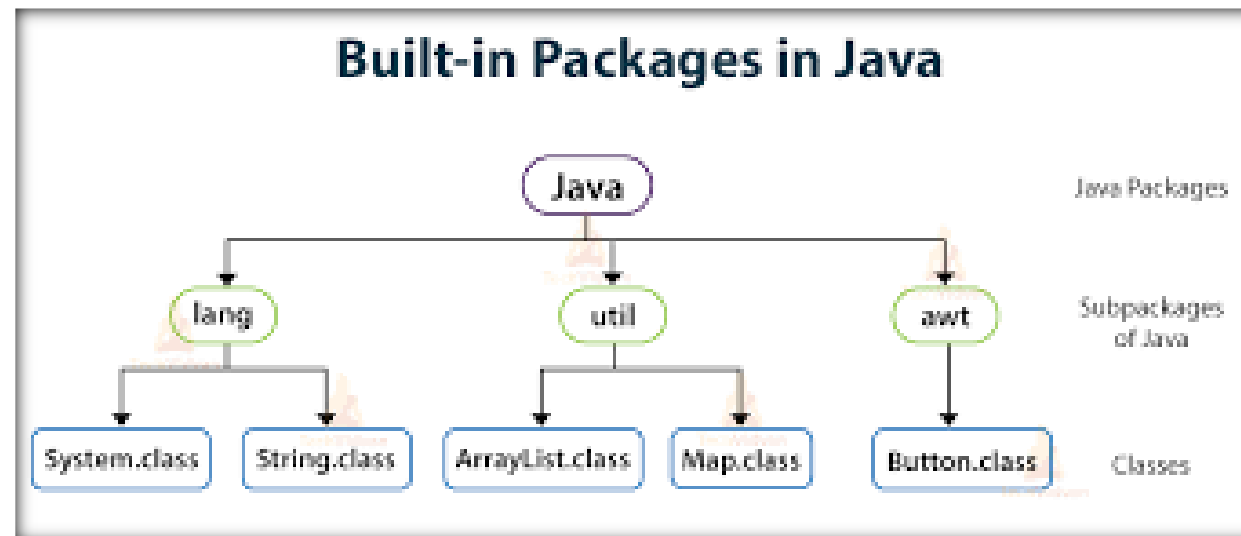 Built-in Packages in Java
Java
Java Packages
lang
util
awt
Subpackages
of Java
System.class
String.class
ArrayList.class
Map.class
Button.class
Classes